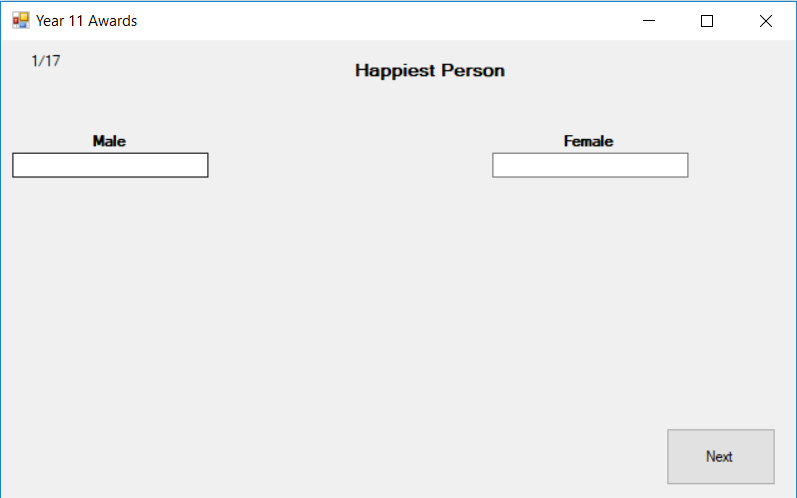 Year 11 Awards
1/17
Happiest Person
Male
Female
Next